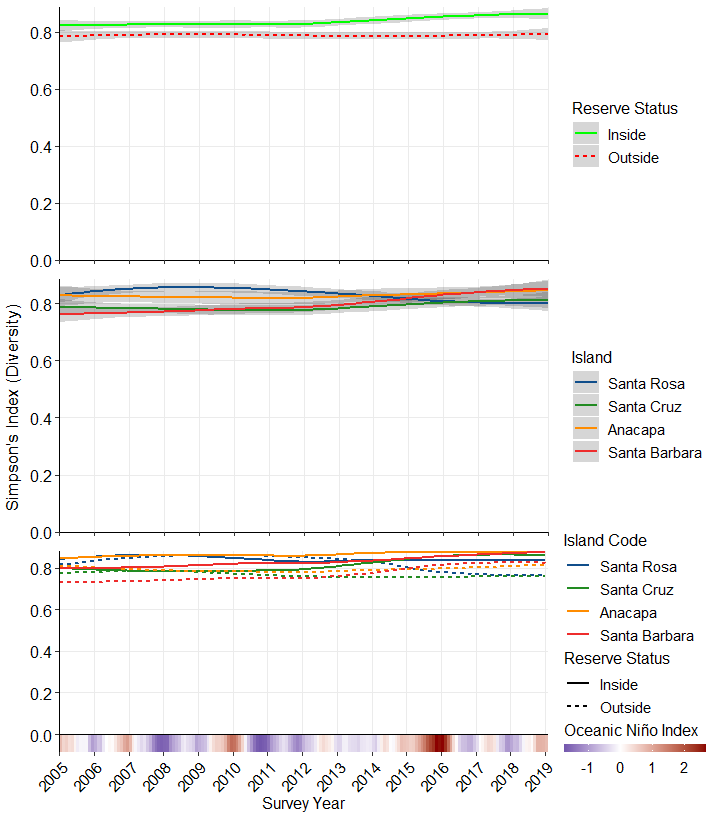 0.8
0.6
0.4
0.2
0.0
Reserve Status
Inside
Outside
Simpson's Index (Diversity)
0.8
0.6
0.4
0.2
0.0
Island
Santa Rosa
Santa Cruz
Anacapa
Santa Barbara
0.8
0.6
0.4
0.2
0.0
2005 2006 2007 2008 2009 2010 2011 2012 2013 2014 2015 2016 2017 2018 2019
Survey Year
Island Code
Santa Rosa
Santa Cruz
Anacapa
Santa Barbara
Reserve Status
Inside
Outside
Oceanic Niño Index
-1 0 1 2